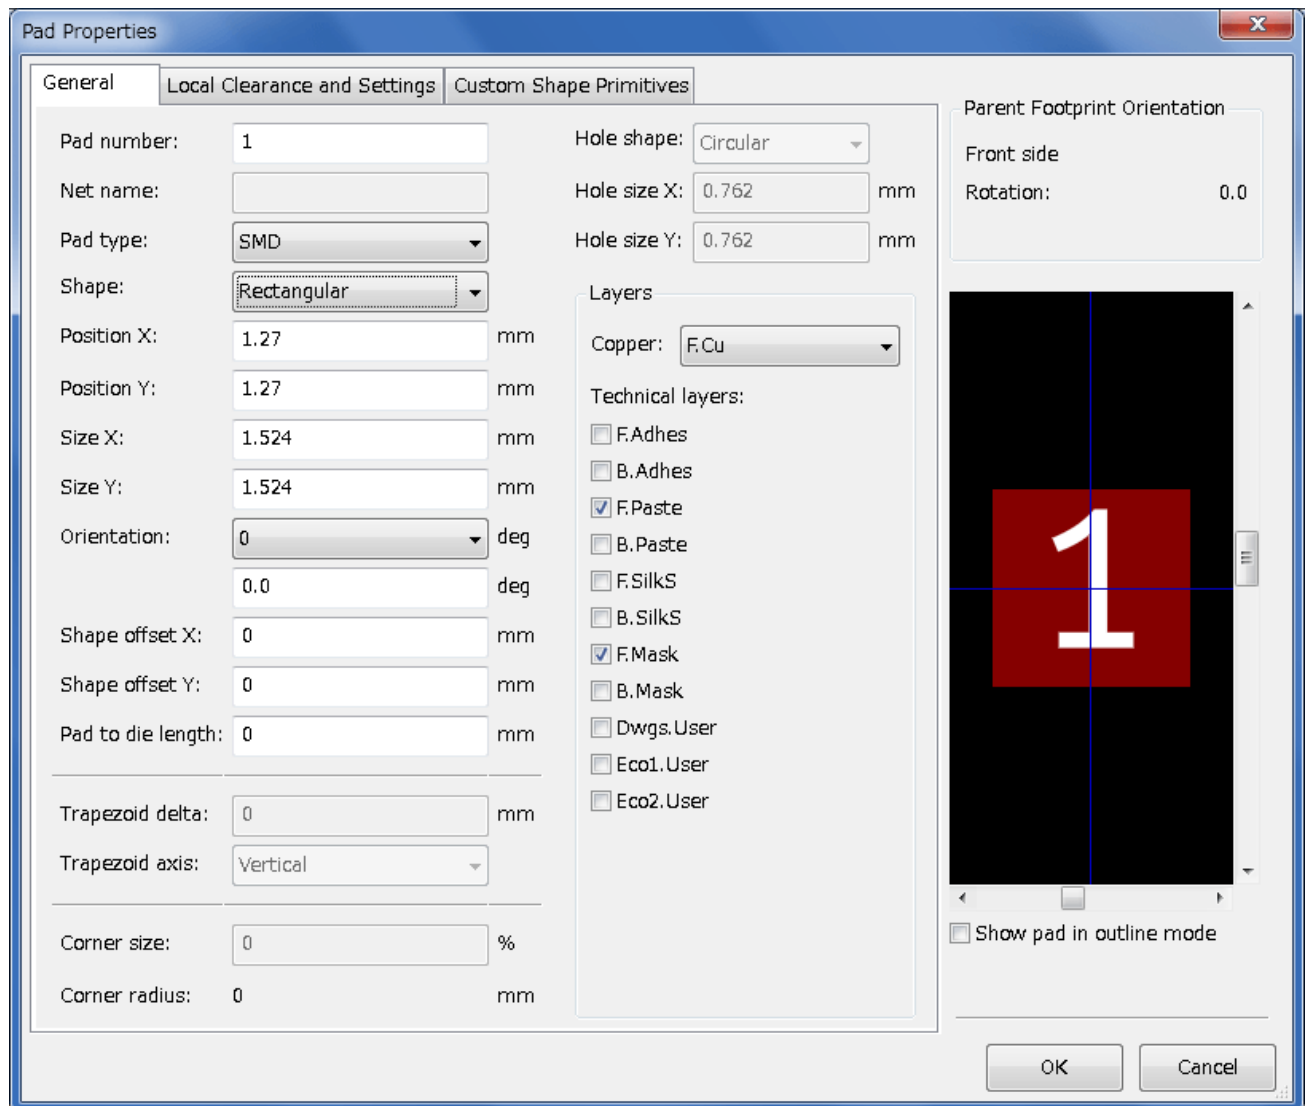 Pad Properties
General
Local Clearance and Settings
Custom Shape Primitives
Pad number: 1
Net name:
Pad type: SMD
Shape: Rectangular
Position X: 1.27 mm
Position Y: 1.27 mm
Size X: 1.524 mm
Size Y: 1.524 mm
Orientation: 0 deg
0.0 deg
Shape offset X: 0 mm
Shape offset Y: 0 mm
Pad to die length: 0 mm
Trapezoid delta: 0 mm
Trapezoid axis: Vertical
Corner size: 0 %
Corner radius: 0 mm
Hole shape: Circular
Hole size X: 0.762 mm
Hole size Y: 0.762 mm
Layers
Copper: F.Cu
Technical layers:
F.Adhes
B.Adhes
F.Paste
B.Paste
F.SilkS
B.SilkS
F.Mask
B.Mask
Dwgs.User
Eco1.User
Eco2.User
Parent Footprint Orientation
Front side
Rotation: 0.0
1
Show pad in outline mode
OK
Cancel